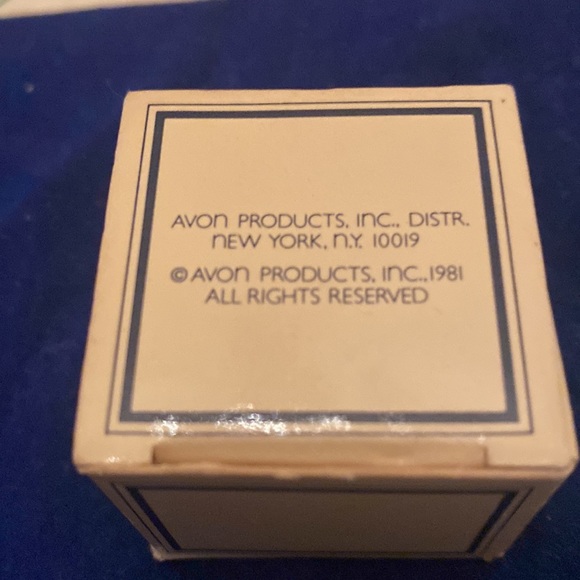 AVON PRODUCTS, INC., DISTR.
NEW YORK, N.Y. 10019
© AVON PRODUCTS, INC., 1981
ALL RIGHTS RESERVED